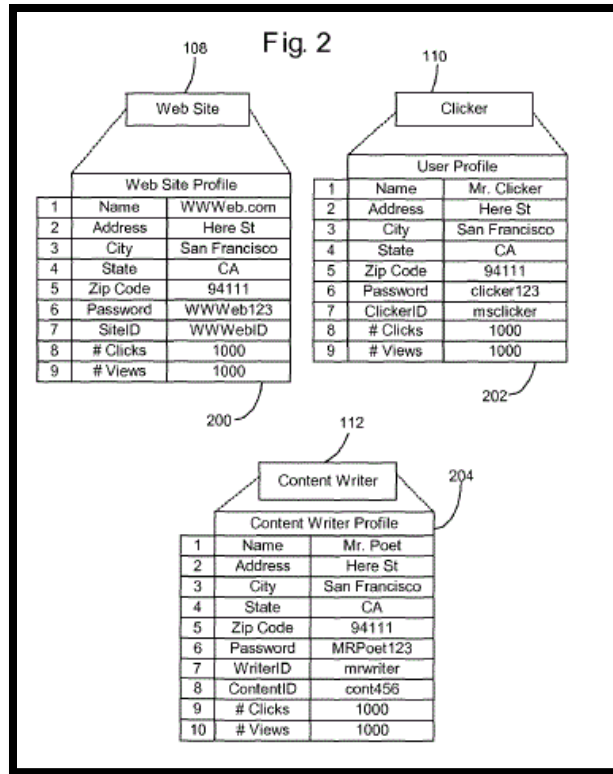 Fig. 2
108
Web Site
Web Site Profile
1 Name WWWeb.com
2 Address Here St
3 City San Francisco
4 State CA
5 Zip Code 94111
6 Password WWWeb123
7 SiteID WWWebID
8 # Clicks 1000
9 # Views 1000
200
110
Clicker
User Profile
1 Name Mr. Clicker
2 Address Here St
3 City San Francisco
4 State CA
5 Zip Code 94111
6 Password clicker123
7 ClickerID msclicker
8 # Clicks 1000
9 # Views 1000
202
112
Content Writer
204
Content Writer Profile
1 Name Mr. Poet
2 Address Here St
3 City San Francisco
4 State CA
5 Zip Code 94111
6 Password MRPoet123
7 WriterID mrwriter
8 ContentID cont456
9 # Clicks 1000
10 # Views 1000